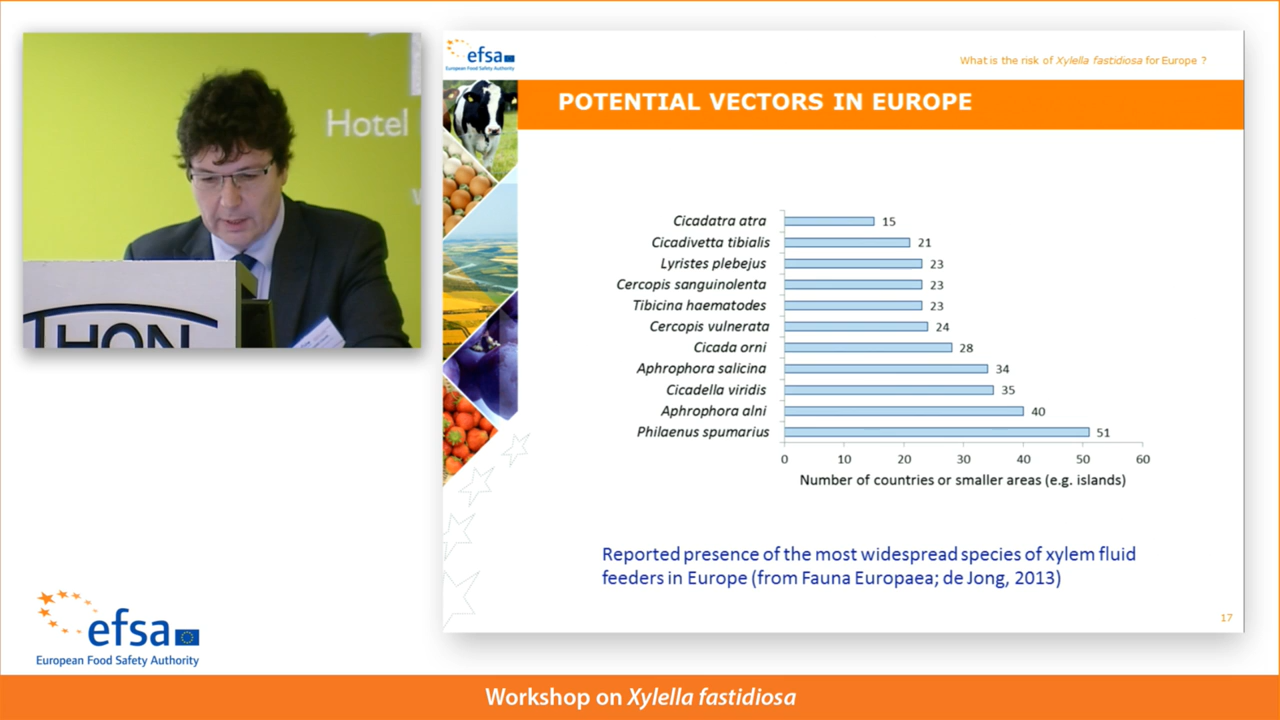 Hotel
THON
efsa
European Food Safety Authority
What is the risk of Xylella fastidiosa for Europe ?
POTENTIAL VECTORS IN EUROPE
Cicadatra atra 15
Cicadivetta tibialis 21
Lyristes plebejus 23
Cercopis sanguinolenta 23
Tibicina haematodes 23
Cercopis vulnerata 24
Cicada orni 28
Aphrophora salicina 34
Cicadella viridis 35
Aphrophora alni 40
Philaenus spumarius 51
0 10 20 30 40 50 60
Number of countries or smaller areas (e.g. islands)
Reported presence of the most widespread species of xylem fluid
feeders in Europe (from Fauna Europaea; de Jong, 2013)
17
efsa
European Food Safety Authority
Workshop on Xylella fastidiosa